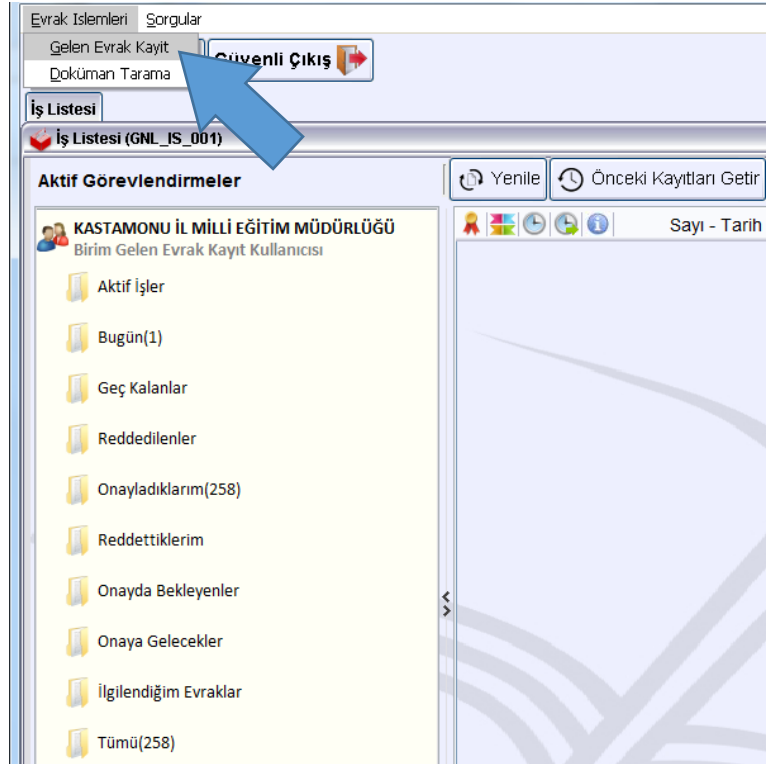 Evrak Islemleri Sorgular
Gelen Evrak Kayit
Doküman Tarama
Güvenli Çıkış
İş Listesi
İş Listesi (GNL_IS_001)
Aktif Görevlendirmeler
Yenile
Önceki Kayıtları Getir
KASTAMONU İL MİLLİ EĞİTİM MÜDÜRLÜĞÜ
Birim Gelen Evrak Kayıt Kullanıcısı
Sayı - Tarih
Aktif İşler
Bugün(1)
Geç Kalanlar
Reddedilenler
Onayladıklarım(258)
Reddettiklerim
Onayda Bekleyenler
Onaya Gelecekler
İlgilendiğim Evraklar
Tümü(258)